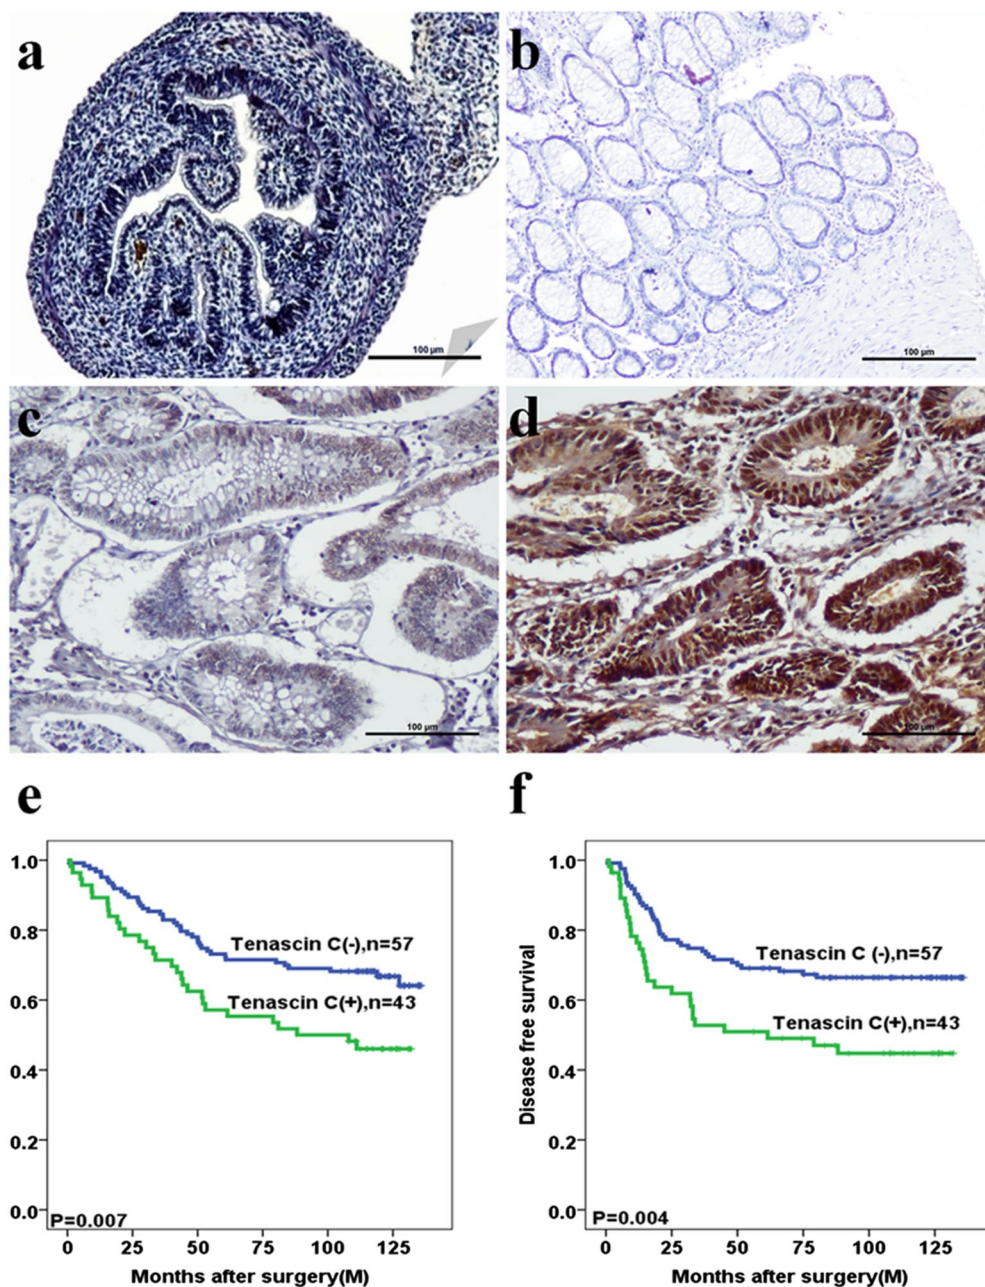 a
b
100 µm
100 µm
c
d
100 µm
100 µm
e
f
1.0
0.8
0.6
0.4
0.2
0.0
Tenascin C(-),n=57
Tenascin C(+),n=43
P=0.007
0 25 50 75 100 125
Months after surgery(M)
Disease free survival
1.0
0.8
0.6
0.4
0.2
0.0
Tenascin C (-),n=57
Tenascin C(+),n=43
P=0.004
0 25 50 75 100 125
Months after surgery(M)